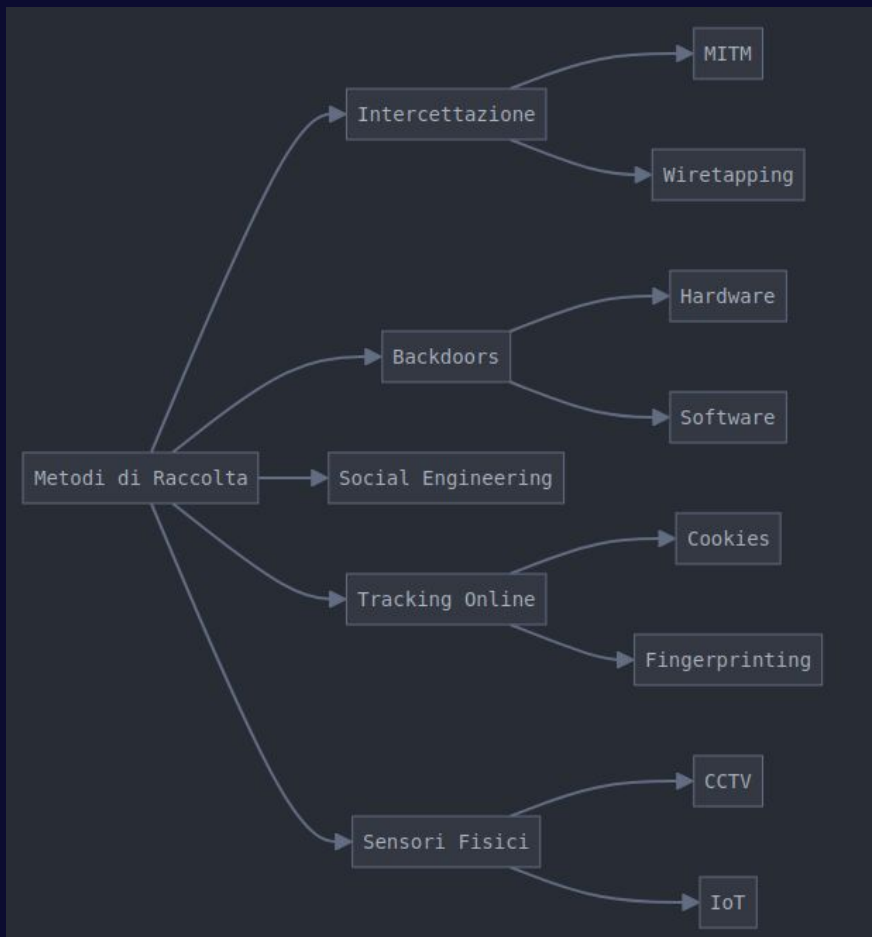 MITM
Intercettazione
Wiretapping
Hardware
Backdoors
Software
Metodi di Raccolta
Social Engineering
Cookies
Tracking Online
Fingerprinting
CCTV
Sensori Fisici
IoT